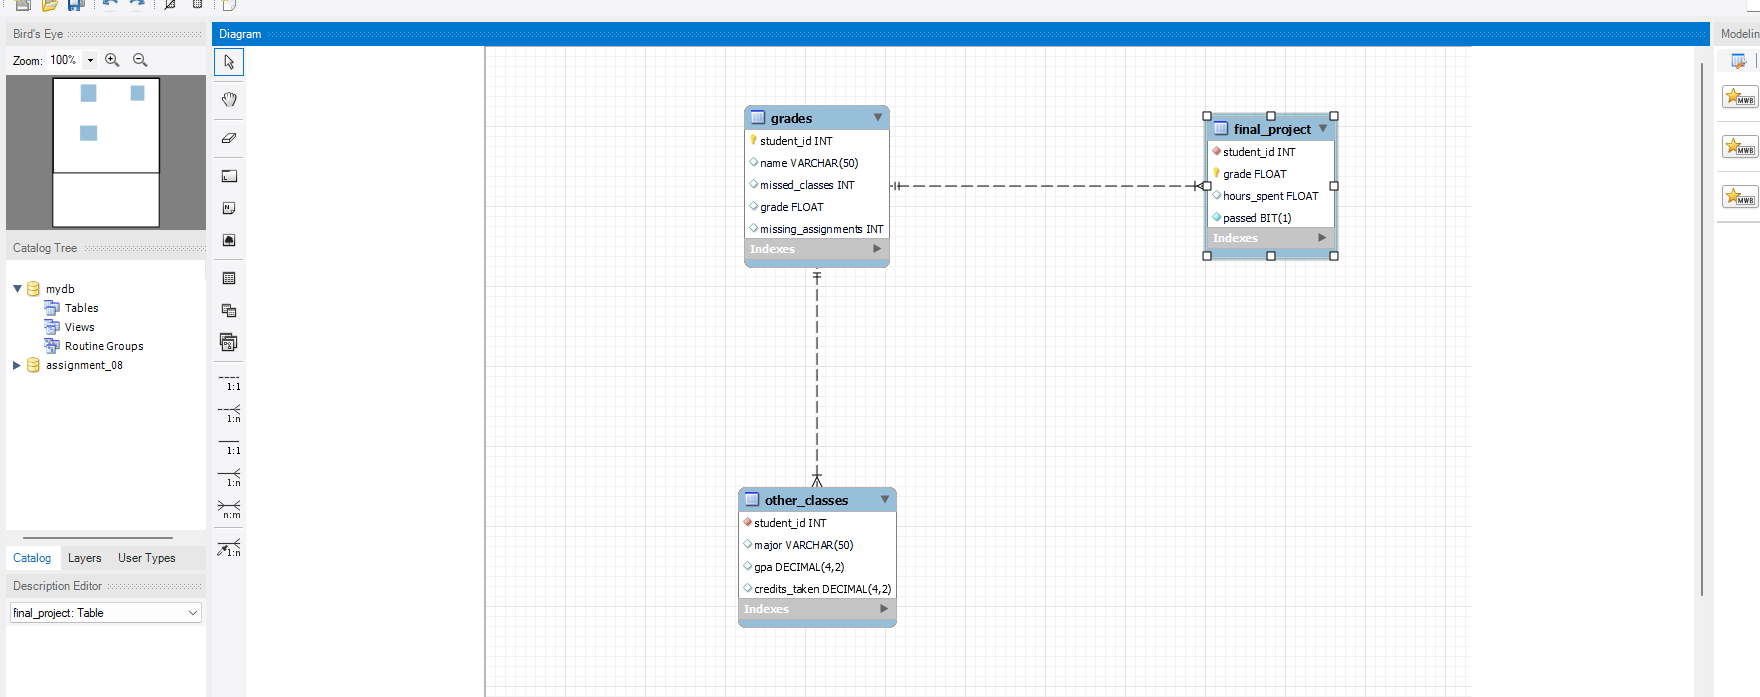 Bird's Eye
Zoom: 100%
Catalog Tree
mydb
Tables
Views
Routine Groups
assignment_08
Catalog Layers User Types
Description Editor
final_project: Table
Diagram
1:1
1:n
1:1
1:n
n:m
1:n
grades
student_id INT
name VARCHAR(50)
missed_classes INT
grade FLOAT
missing_assignments INT
Indexes
final_project
student_id INT
grade FLOAT
hours_spent FLOAT
passed BIT(1)
Indexes
other_classes
student_id INT
major VARCHAR(50)
gpa DECIMAL(4,2)
credits_taken DECIMAL(4,2)
Indexes
Modelin
MWB
MWB
MWB